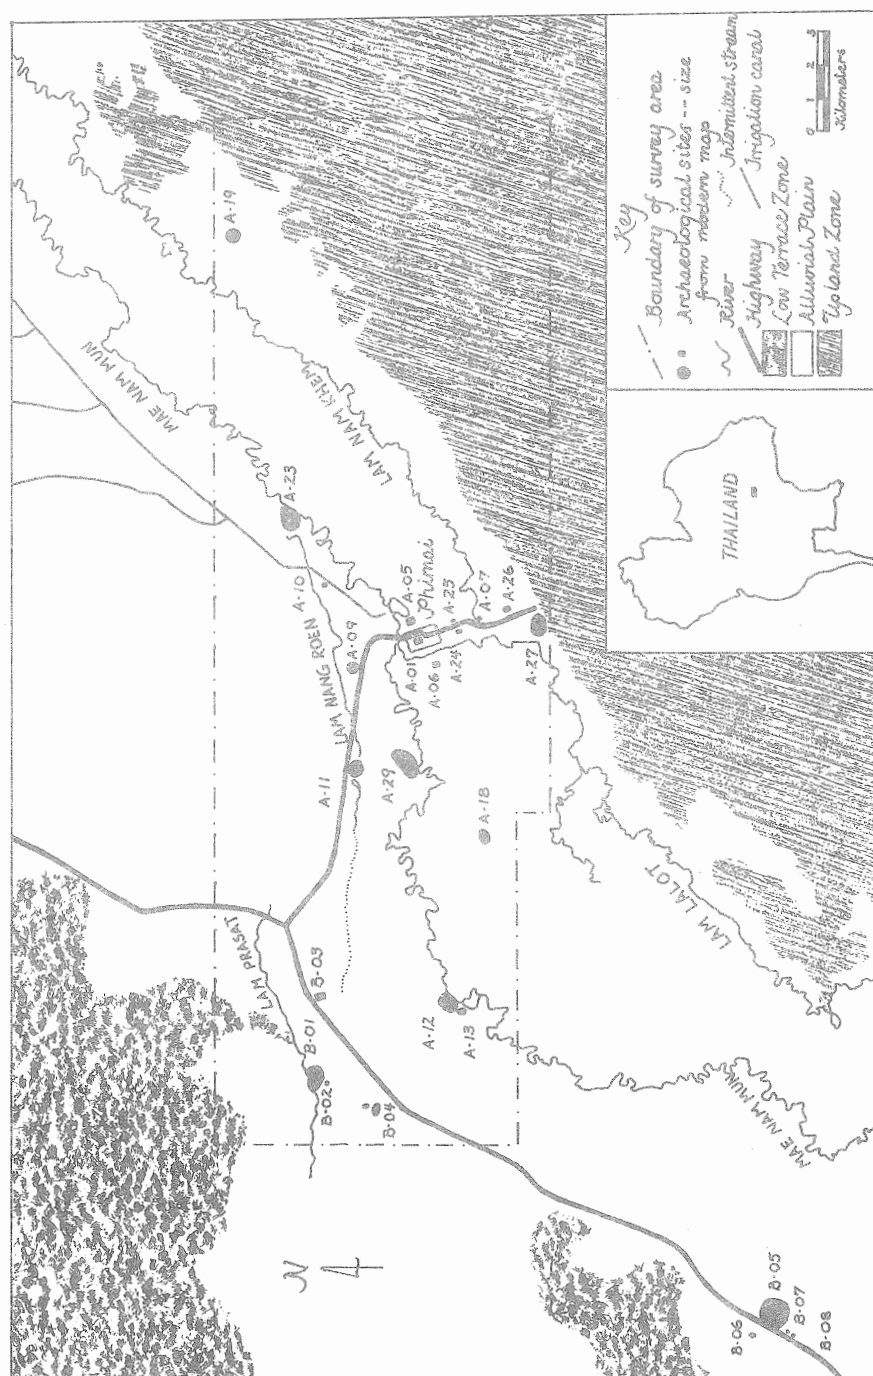 Key
Boundary of survey area
Archaeological sites -- size
from modern map
River
Intermittent stream
Highway
Irrigation canal
Low Terrace Zone
Alluvial Plain
Upland Zone
0 1 2 3
Kilometers
THAILAND
N
A-19
MAE NAM MUN
LAM NAM KHEM
A-23
A-10
LAM NANG ROEN
A-09
A-05
Phimai
A-25
A-07
A-26
A-01
A-06
A-24
A-27
A-11
A-29
A-18
LAM PRASAT
B-03
B-01
B-02
B-04
A-12
A-13
LAM LALOT
MAE NAM MUN
B-05
B-06
B-07
B-08